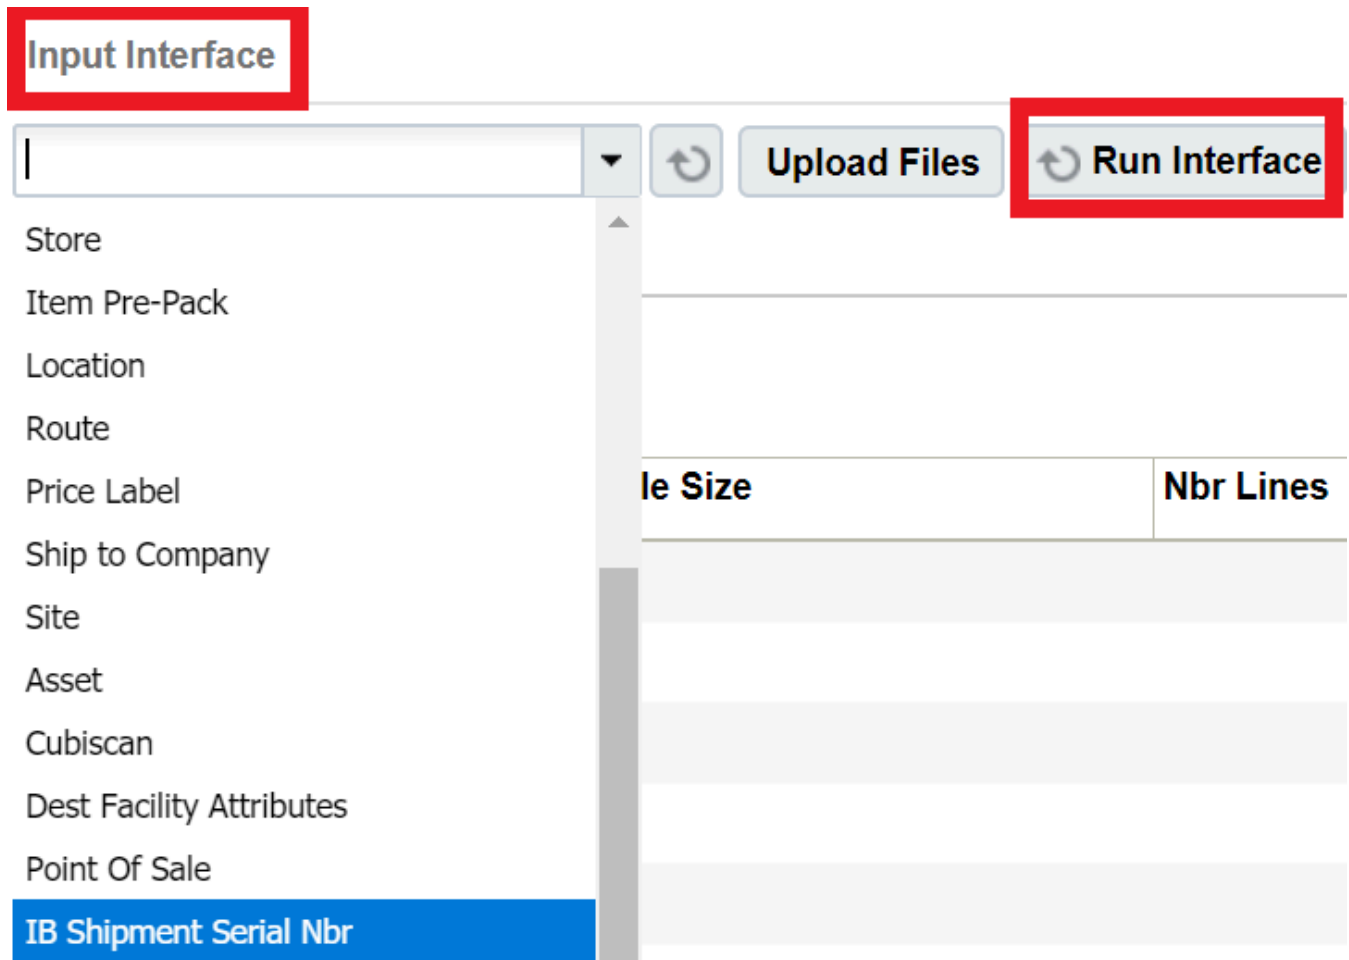 Input Interface
Upload Files
Run Interface
Store
Item Pre-Pack
Location
Route
Price Label
le Size
Nbr Lines
Ship to Company
Site
Asset
Cubiscan
Dest Facility Attributes
Point Of Sale
IB Shipment Serial Nbr